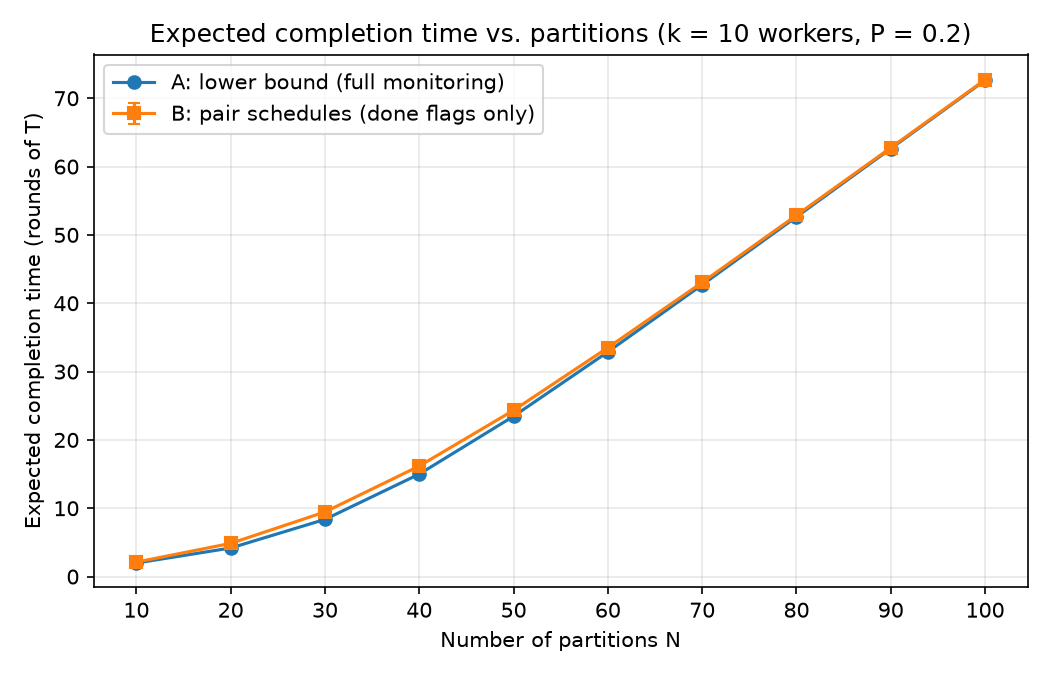 Expected completion time vs. partitions (k = 10 workers, P = 0.2)
A: lower bound (full monitoring)
B: pair schedules (done flags only)
Expected completion time (rounds of T)
70
60
50
40
30
20
10
0
10 20 30 40 50 60 70 80 90 100
Number of partitions N